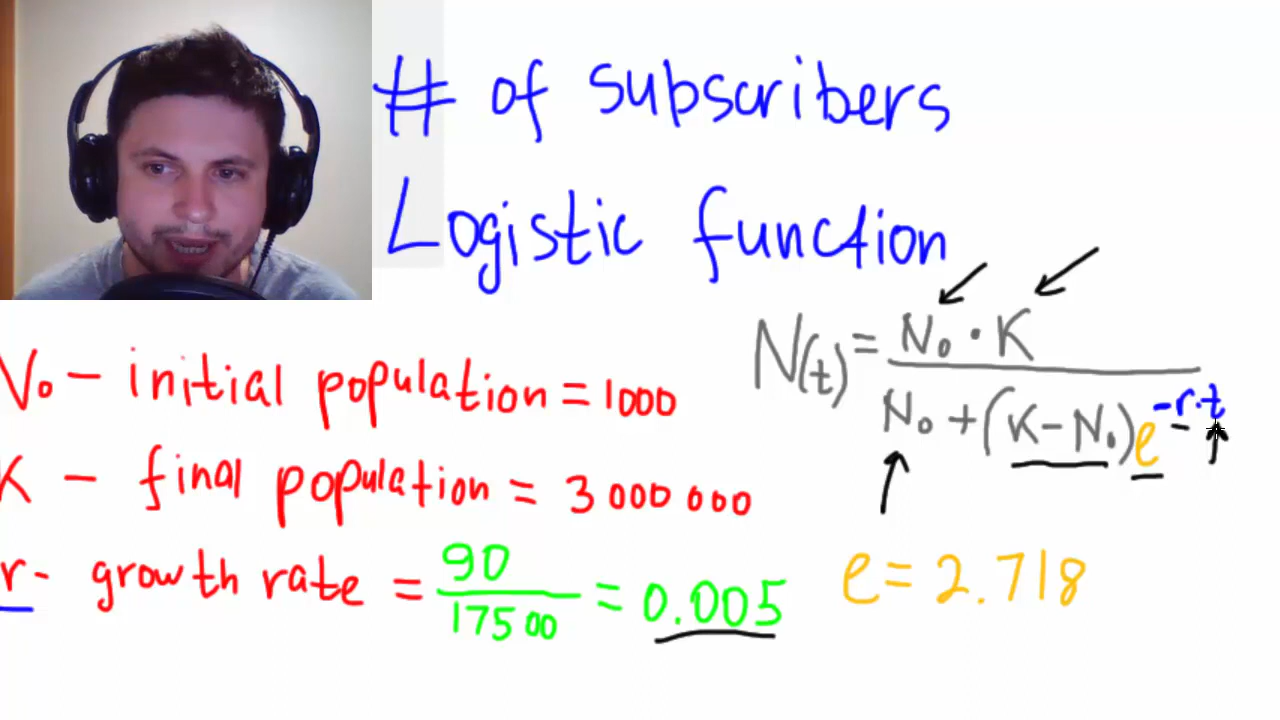 # of subscribers
Logistic function
N(t) = N₀ · K
N₀ + (K - N₀) e^-r·t
N₀ - initial population = 1000
K - final population = 3 000 000
r - growth rate = 90/17500 = 0.005
e = 2.718